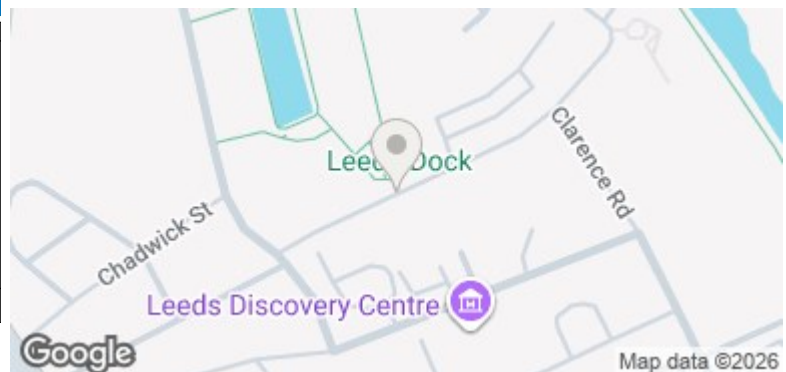 Leeds Dock
Clarence Rd
Chadwick St
Leeds Discovery Centre
Google
Map data ©2026